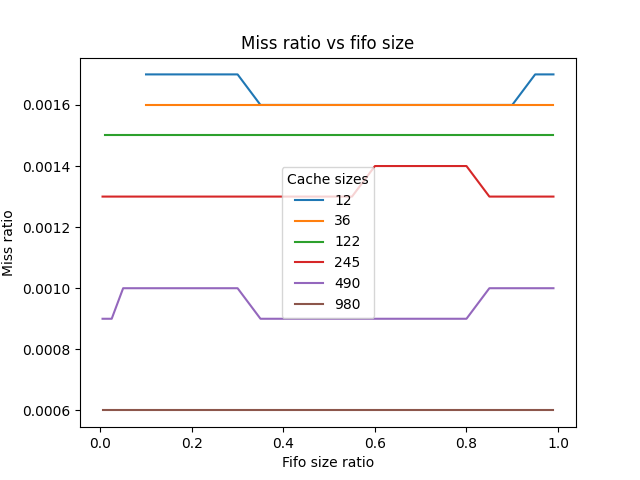 Miss ratio vs fifo size
Miss ratio
0.0016
0.0014
0.0012
0.0010
0.0008
0.0006
Cache sizes
12
36
122
245
490
980
0.0 0.2 0.4 0.6 0.8 1.0
Fifo size ratio